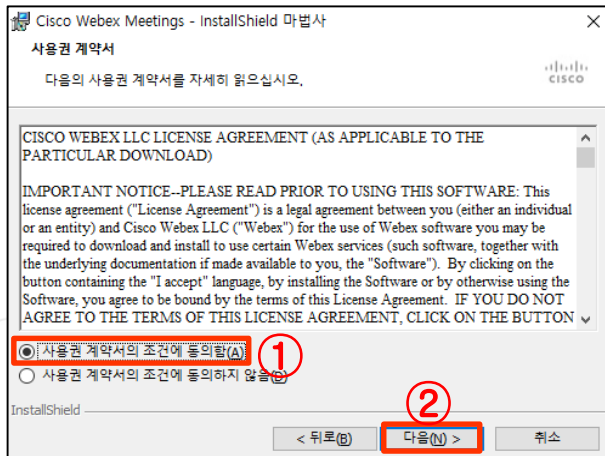 Cisco Webex Meetings - InstallShield 마법사
사용권 계약서
다음의 사용권 계약서를 자세히 읽으십시오.
CISCO
CISCO WEBEX LLC LICENSE AGREEMENT (AS APPLICABLE TO THE
PARTICULAR DOWNLOAD)
IMPORTANT NOTICE--PLEASE READ PRIOR TO USING THIS SOFTWARE: This
license agreement ("License Agreement") is a legal agreement between you (either an individual
or an entity) and Cisco Webex LLC ("Webex") for the use of Webex software you may be
required to download and install to use certain Webex services (such software, together with
the underlying documentation if made available to you, the "Software").  By clicking on the
button containing the "I accept" language, by installing the Software or by otherwise using the
Software, you agree to be bound by the terms of this License Agreement.  IF YOU DO NOT
AGREE TO THE TERMS OF THIS LICENSE AGREEMENT, CLICK ON THE BUTTON
사용권 계약서의 조건에 동의함(A)
①
사용권 계약서의 조건에 동의하지 않음(D)
②
InstallShield
< 뒤로(B)
다음(N) >
취소